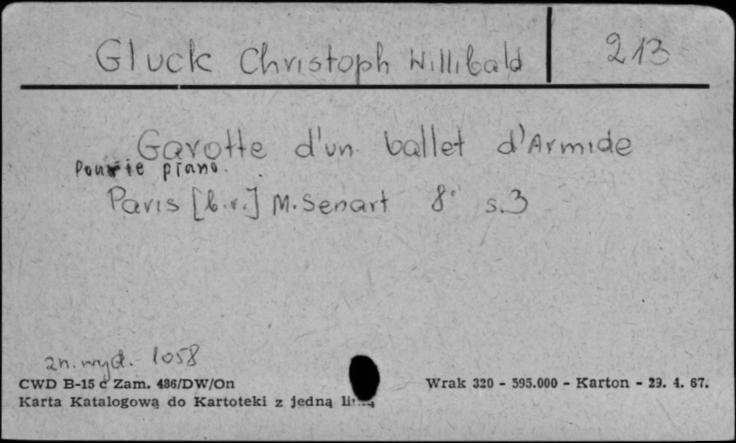 Gluck Christoph Willibald 213
Gavotte d'un ballet d'Armide
Pour le piano.
Paris [b.r.] M. Senart 8° s.3
zn. wyd. 1058
CWD B-15 c Zam. 486/DW/On Wrak 320 - 595.000 - Karton - 29. 4. 67.
Karta Katalogową do Kartoteki z jedną